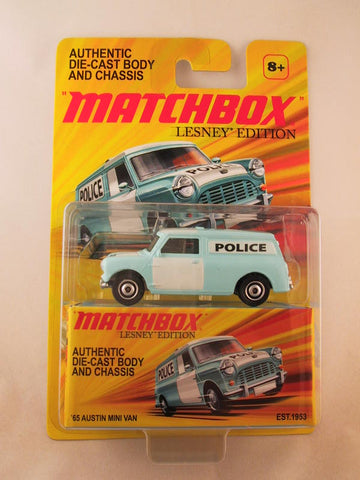 AUTHENTIC
DIE-CAST BODY
AND CHASSIS
8+
"MATCHBOX"
LESNEY EDITION
POLICE
POLICE
"MATCHBOX"
LESNEY EDITION
AUTHENTIC
DIE-CAST BODY
AND CHASSIS
POLICE
'65 AUSTIN MINI VAN
EST.1953